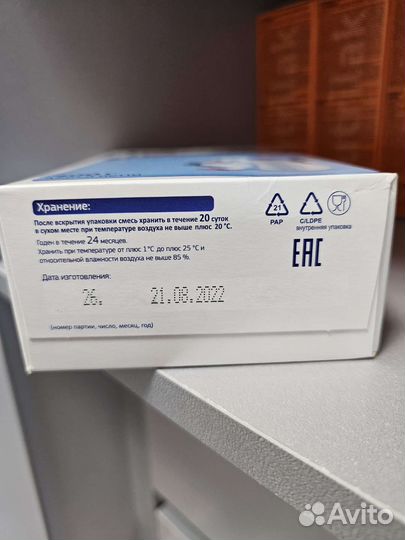 Хранение:
После вскрытия упаковки смесь хранить в течение 20 суток
в сухом месте при температуре воздуха не выше плюс 20 °С.
Годен в течение 24 месяцев.
Хранить при температуре от плюс 1°С до плюс 25 °С и
относительной влажности воздуха не выше 85 %.
Дата изготовления:
26. 21.08.2022
(номер партии, число, месяц, год)
21
PAP
C/LDPE
внутренняя упаковка
EAC
Avito